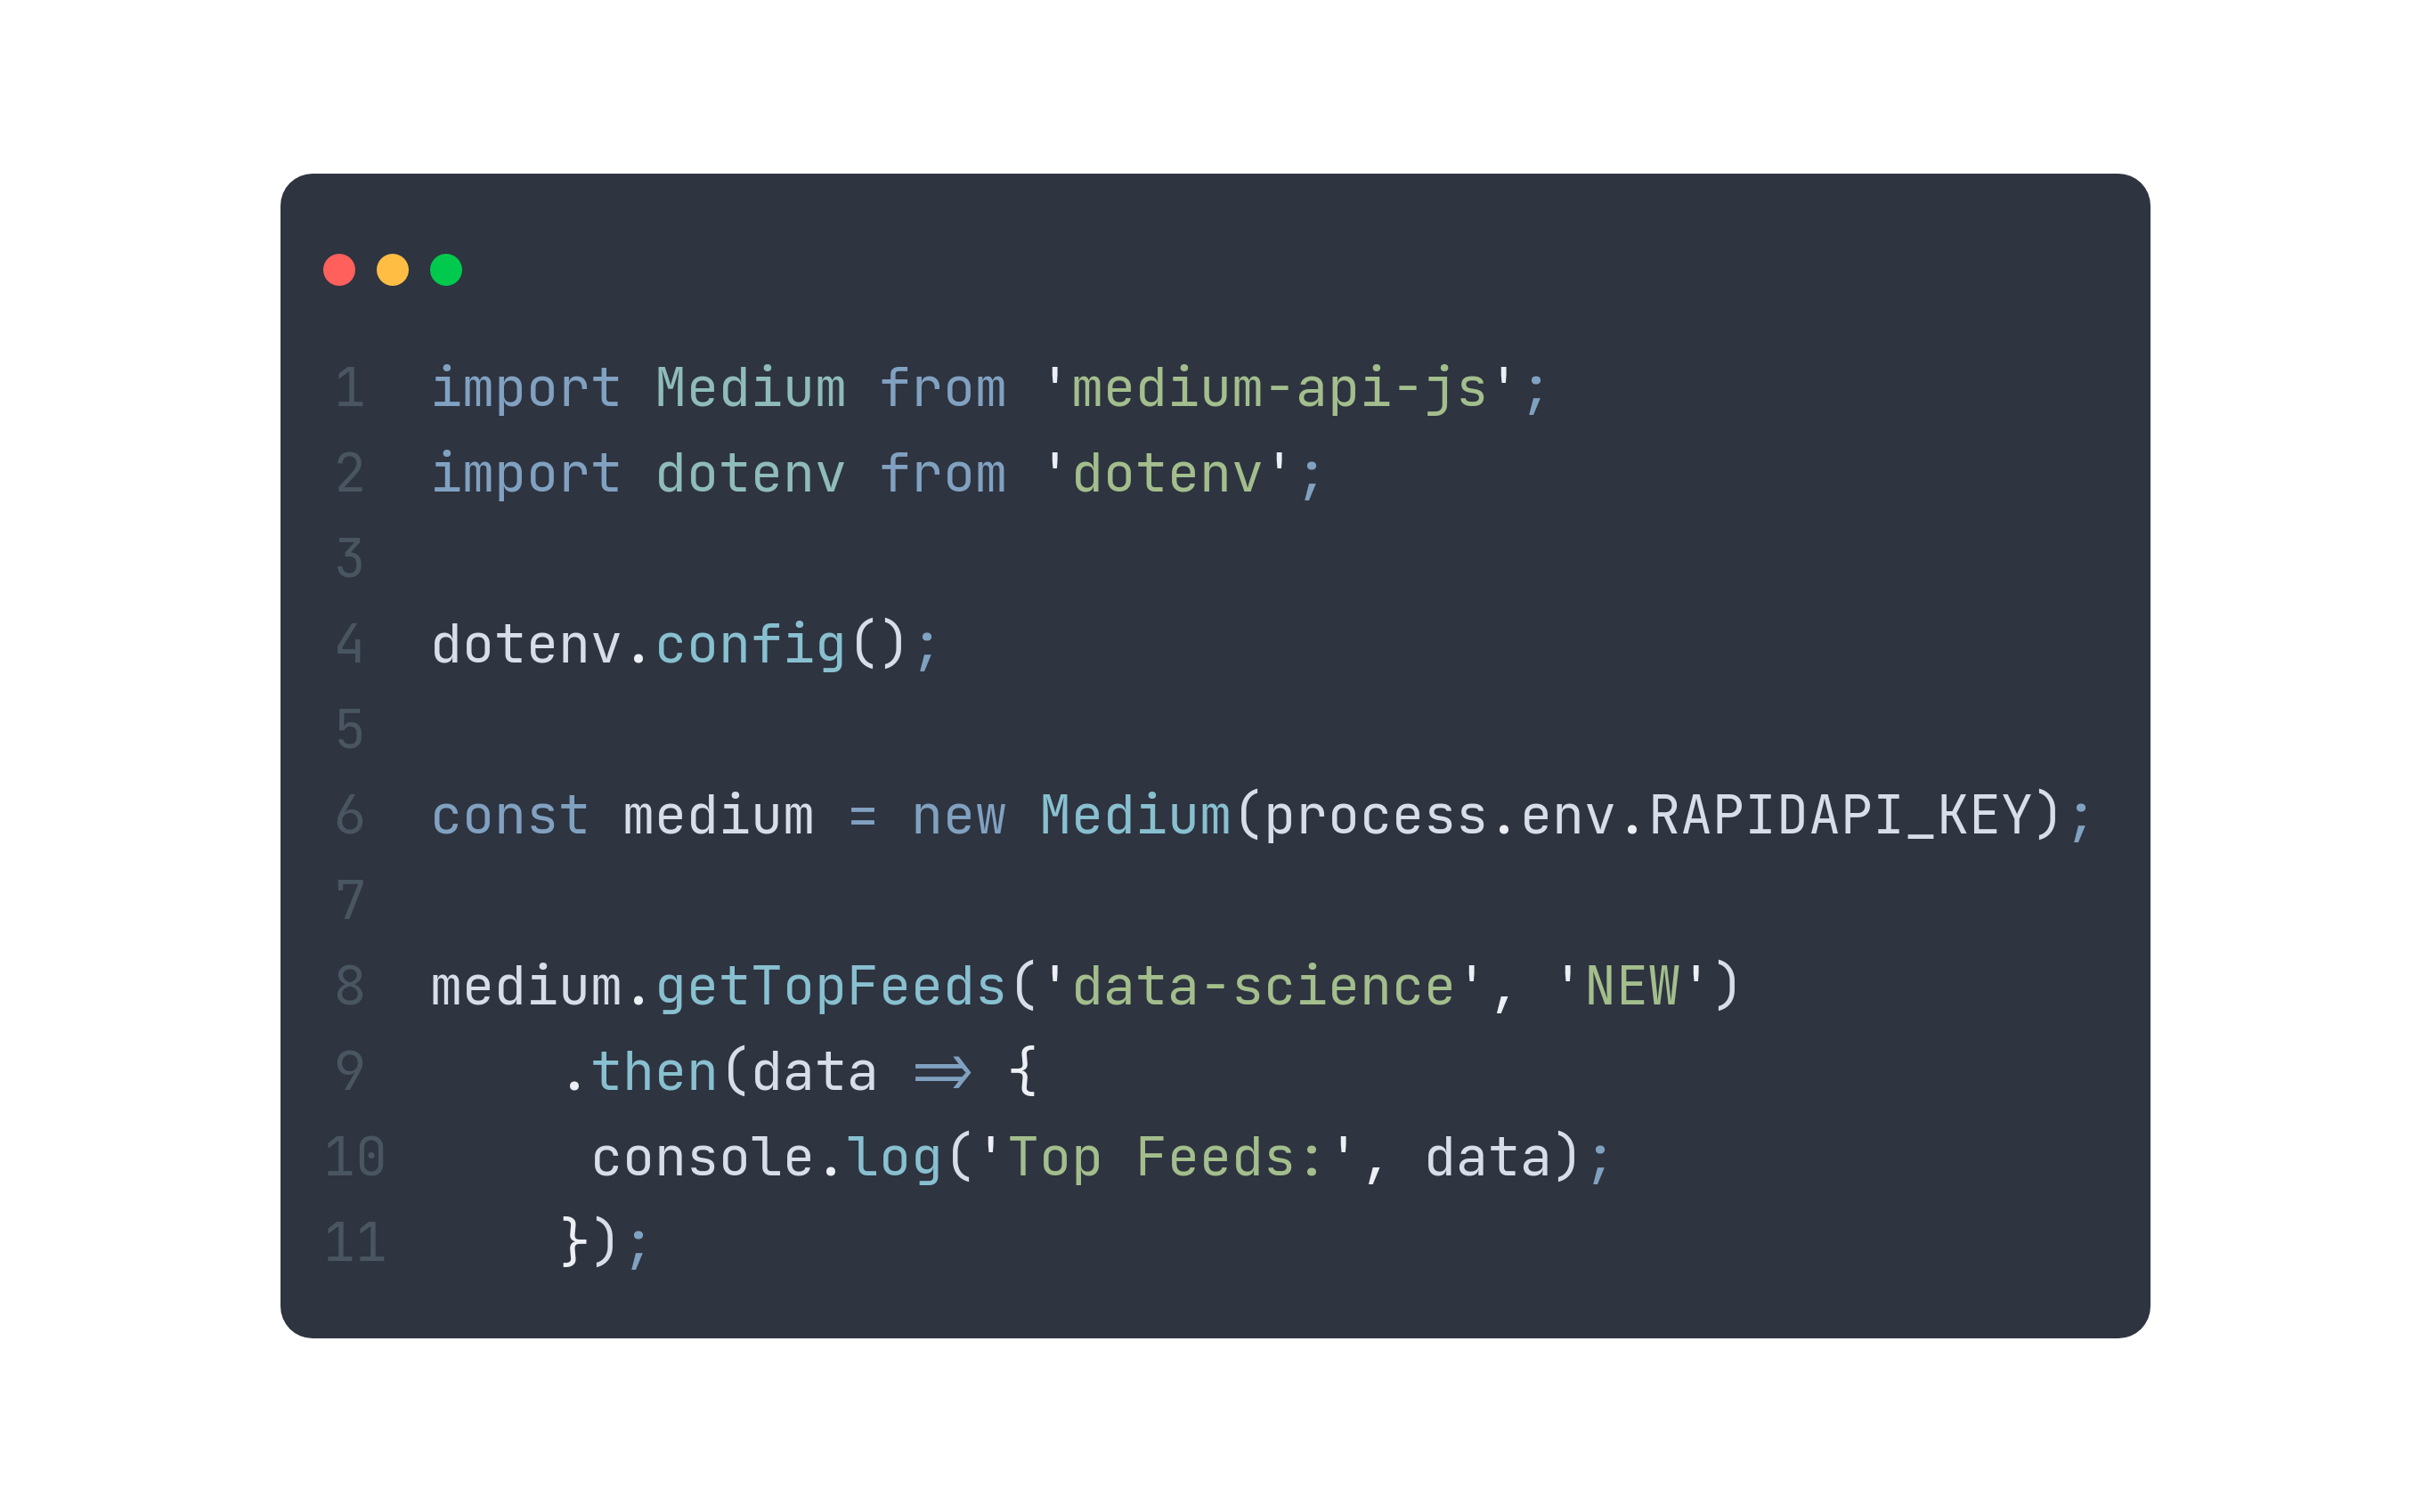 1 import Medium from 'medium-api-js';
2 import dotenv from 'dotenv';
3
4 dotenv.config();
5
6 const medium = new Medium(process.env.RAPIDAPI_KEY);
7
8 medium.getTopFeeds('data-science', 'NEW')
9     .then(data => {
10      console.log('Top Feeds:', data);
11     });